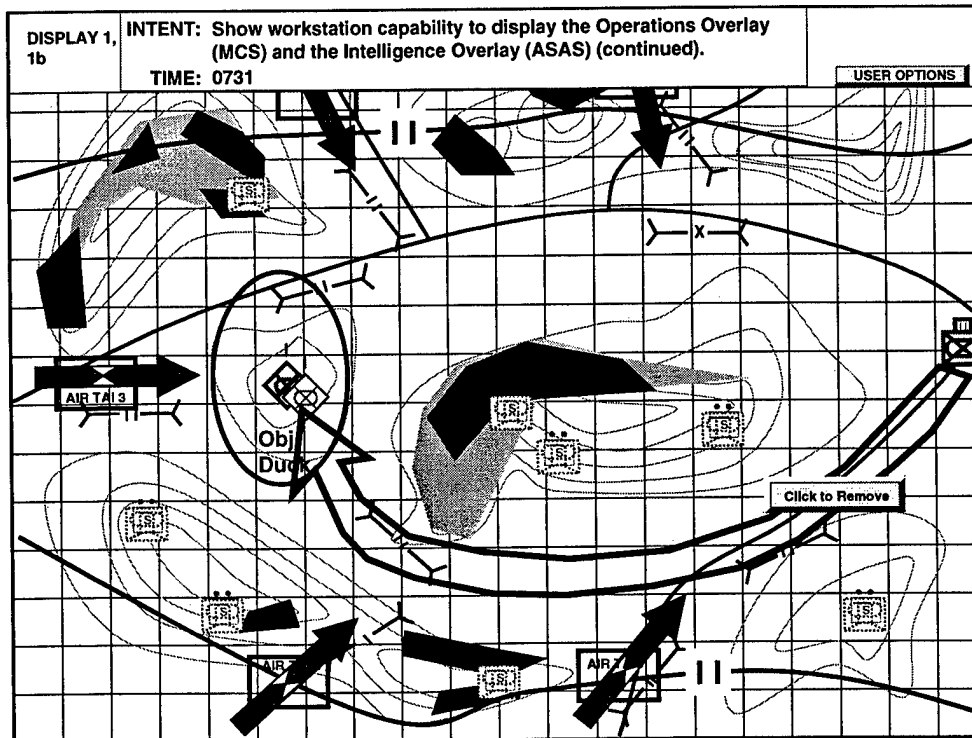 DISPLAY 1,
1b
INTENT: Show workstation capability to display the Operations Overlay
(MCS) and the Intelligence Overlay (ASAS) (continued).
TIME: 0731
USER OPTIONS
II
S
X
I
AIR TAI 3
II
Obj
Duck
S
S
S
Click to Remove
S
S
S
S
AIR T
AIR T
II